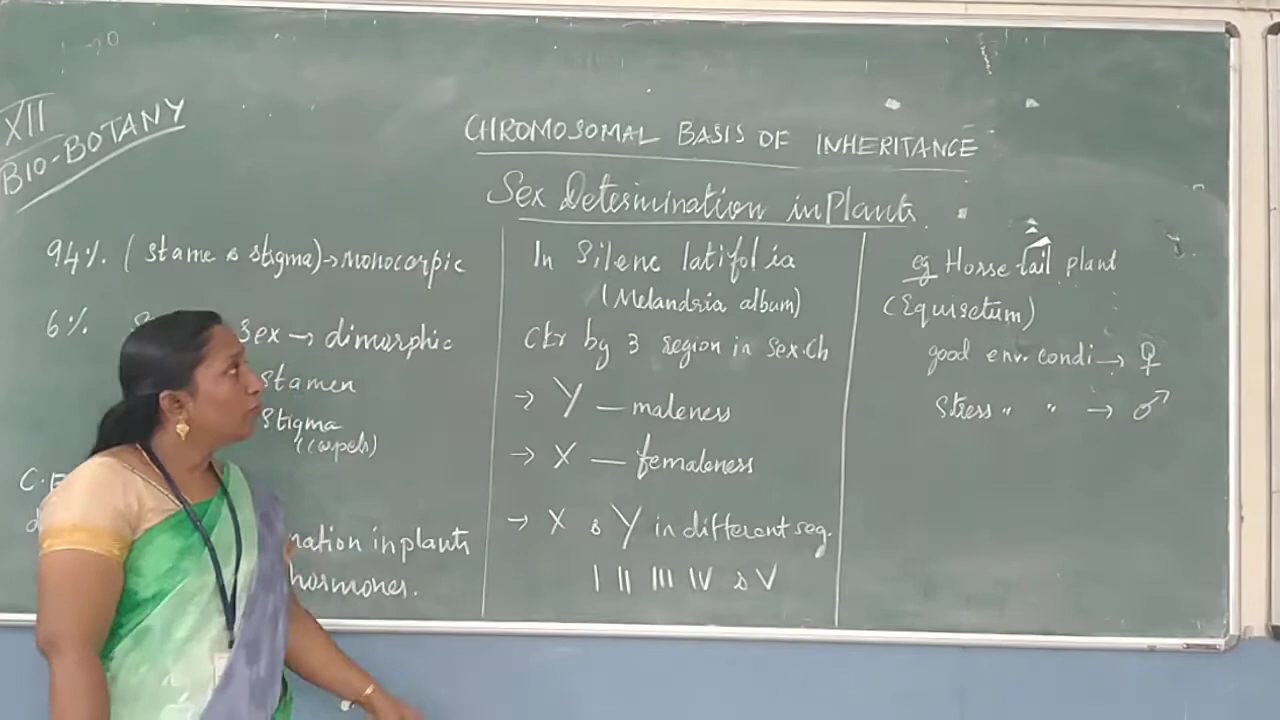 XII
BIO-BOTANY
CHROMOSOMAL BASIS OF INHERITANCE
Sex Determination in Plants
94% ( stame & stigma) → monocarpic
6% sex → dimorphic
stamen
stigma
(carpels)
C.E
nation in plants
hormones.
In Silene latifolia
(Melandria album)
Ctr by 3 region in sex.ch
→ Y — maleness
→ X — femaleness
→ X & Y in different seg.
I II III IV & V
eg Horse tail plant
(Equisetum)
good env. condi → ♀
Stress " " → ♂